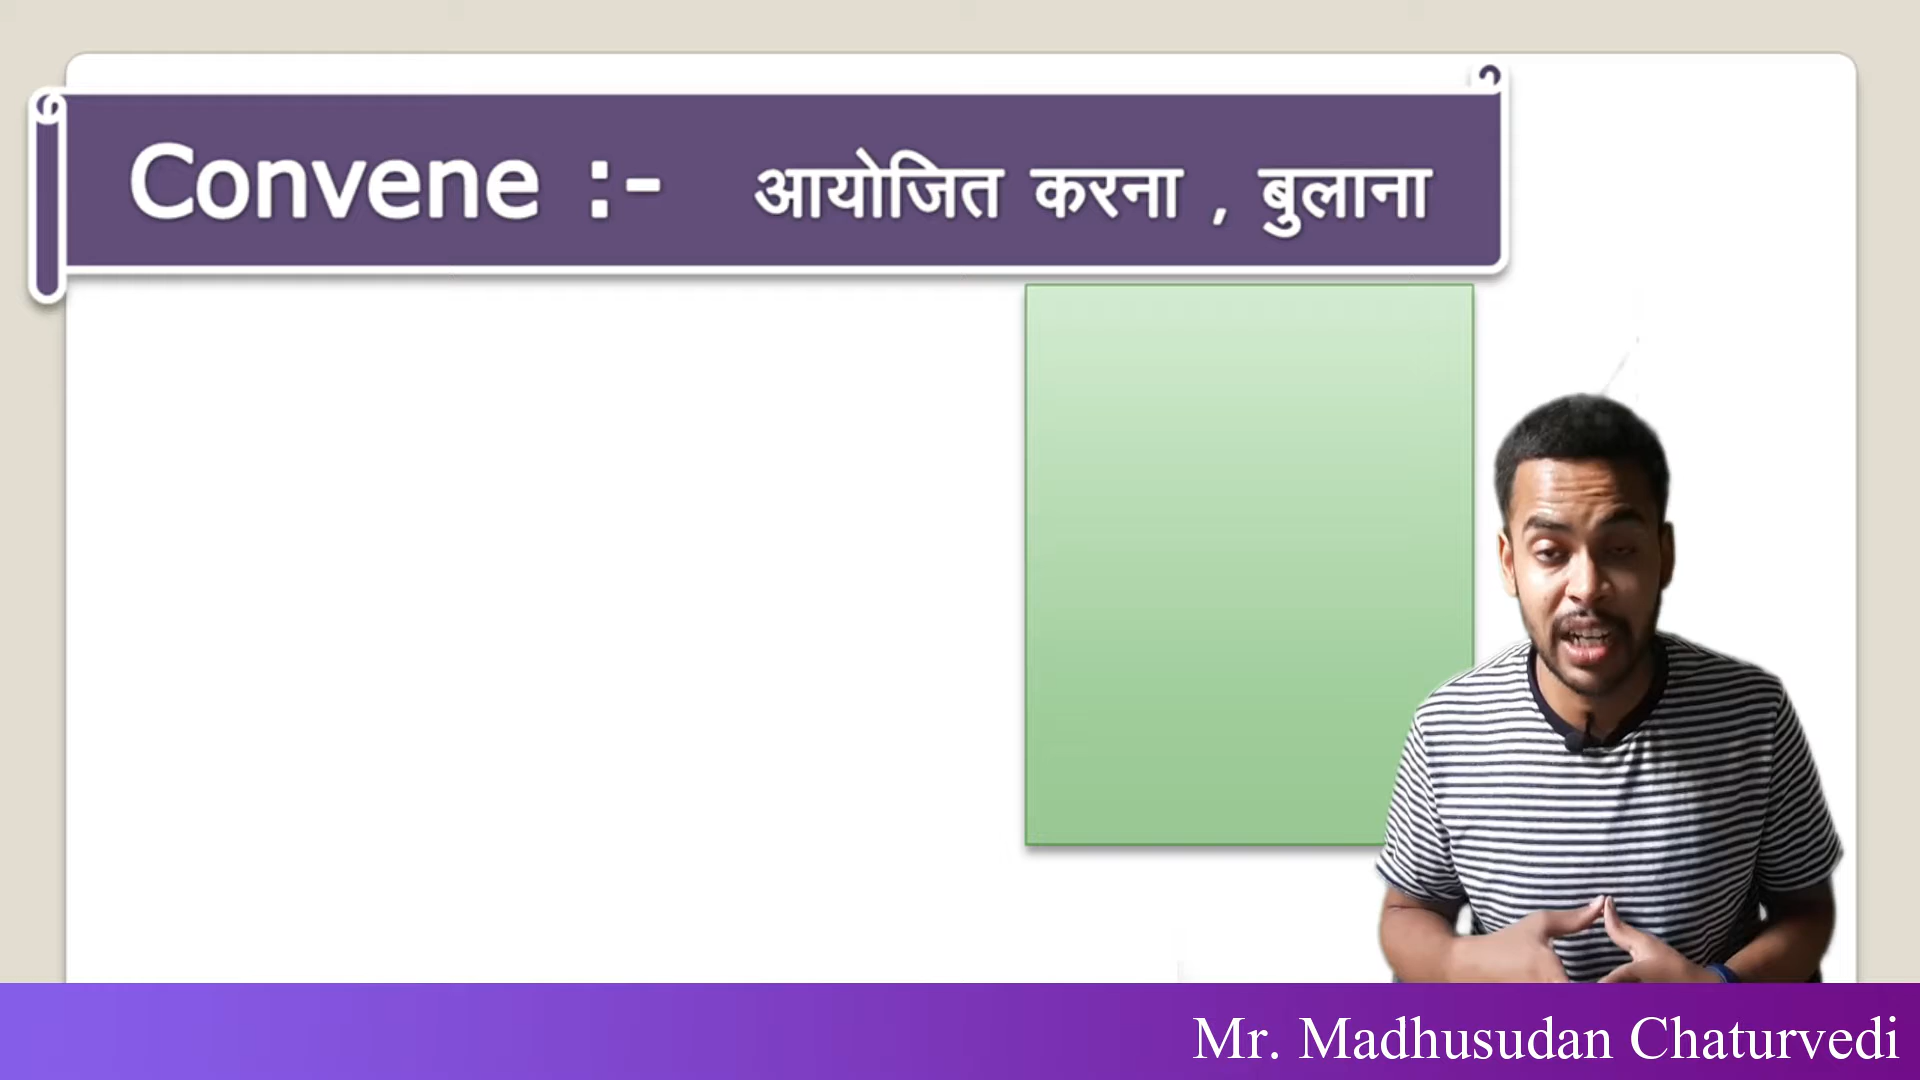 Convene :- आयोजित करना , बुलाना
Mr. Madhusudan Chaturvedi